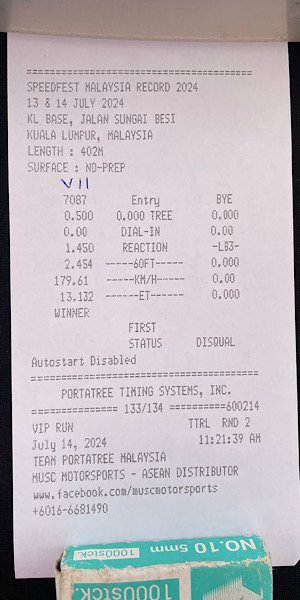 ==========================================
SPEEDFEST MALAYSIA RECORD 2024
13 & 14 JULY 2024
KL BASE, JALAN SUNGAI BESI
KUALA LUMPUR, MALAYSIA
LENGTH : 402M
SURFACE : NO-PREP
VII
7087 Entry BYE
0.500 0.000 TREE 0.000
0.00 DIAL-IN 0.00
1.450 REACTION -LB3-
2.454 -----60FT----- 0.000
179.61 -----KM/H----- 0.00
13.132 -----ET----- 0.000
WINNER
FIRST
STATUS DISQUAL
Autostart Disabled
==========================================
PORTATREE TIMING SYSTEMS, INC.
============= 133/134 =========600214
VIP RUN TTRL RND 2
July 14, 2024 11:21:39 AM
TEAM PORTATREE MALAYSIA
MUSC MOTORSPORTS - ASEAN DISTRIBUTOR
www.facebook.com/muscmotorsports
+6016-6681490
NO.10 5mm
1000stck.
1000stck.